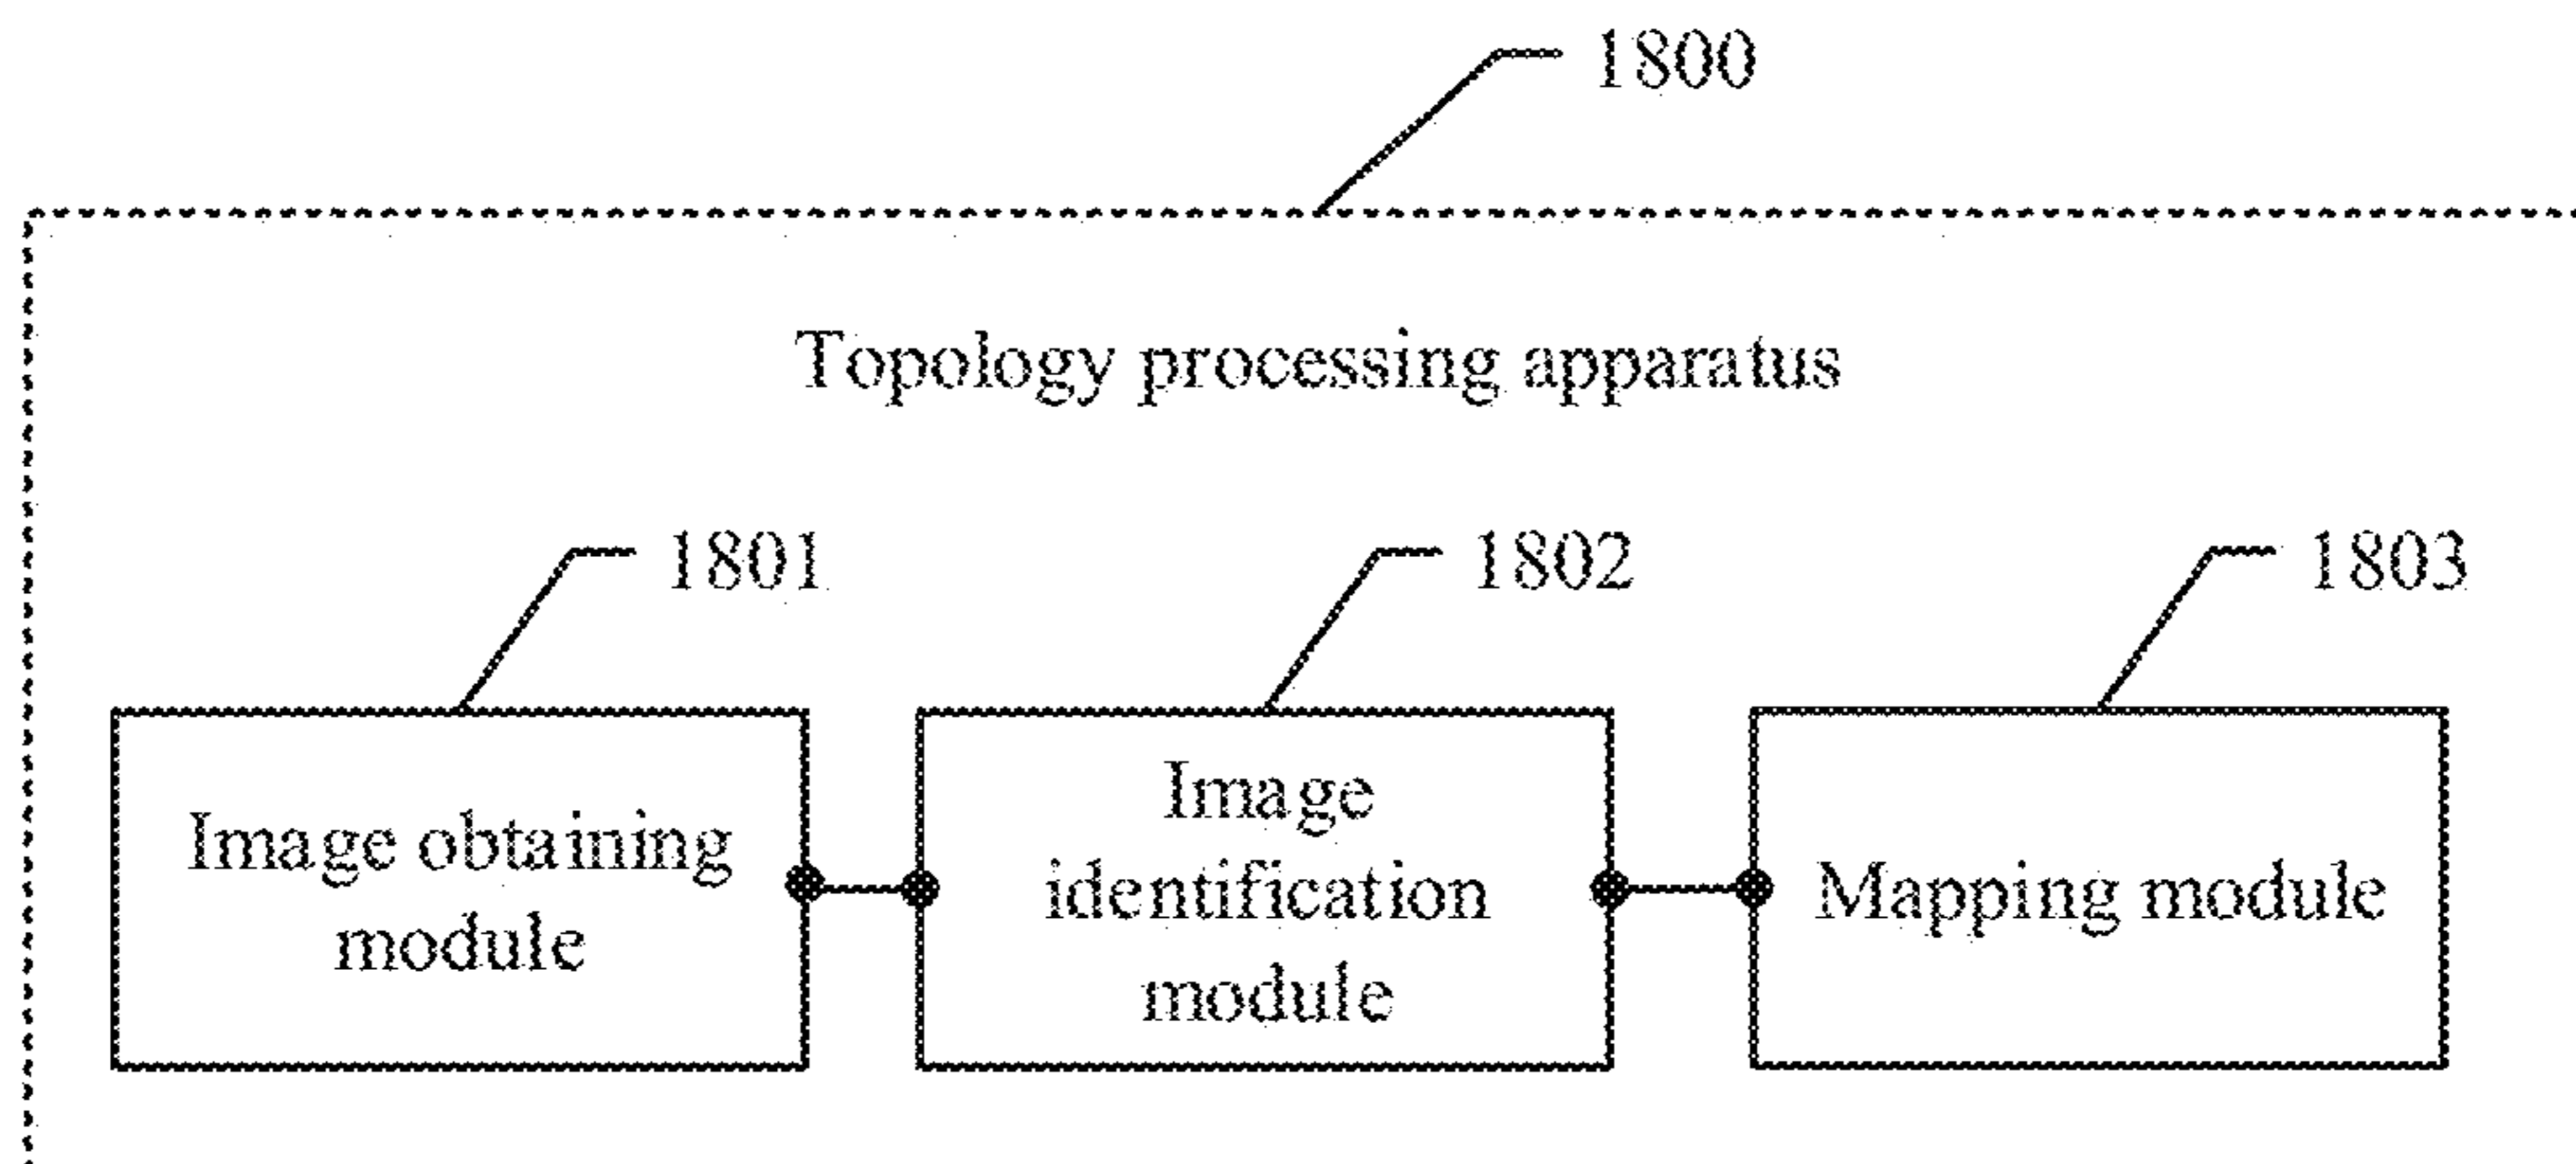 1800
Topology processing apparatus
1801
1802
1803
Image obtaining
module
Image
identification
module
Mapping module